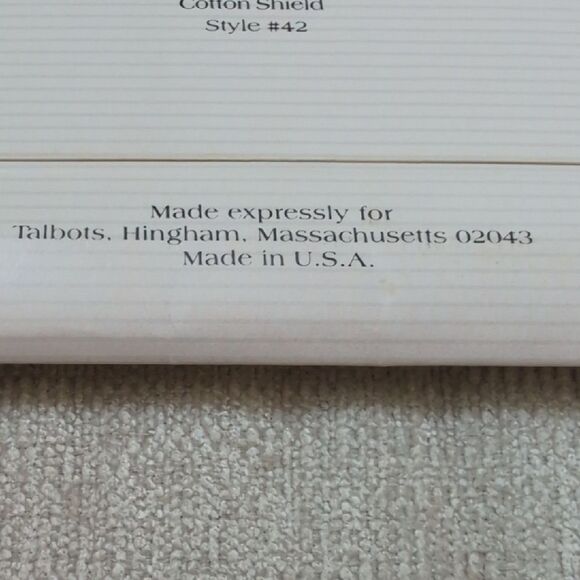 Cotton Shield
Style #42
Made expressly for
Talbots, Hingham, Massachusetts 02043
Made in U.S.A.